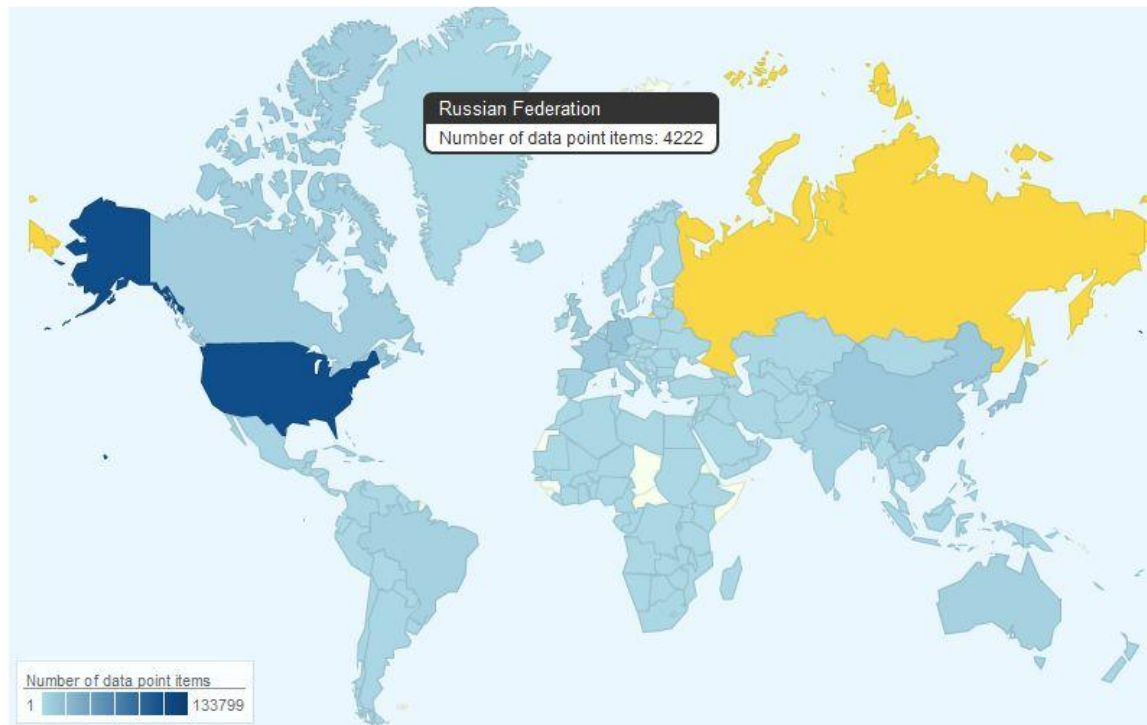 Russian Federation
Number of data point items: 4222
Number of data point items
1 133799